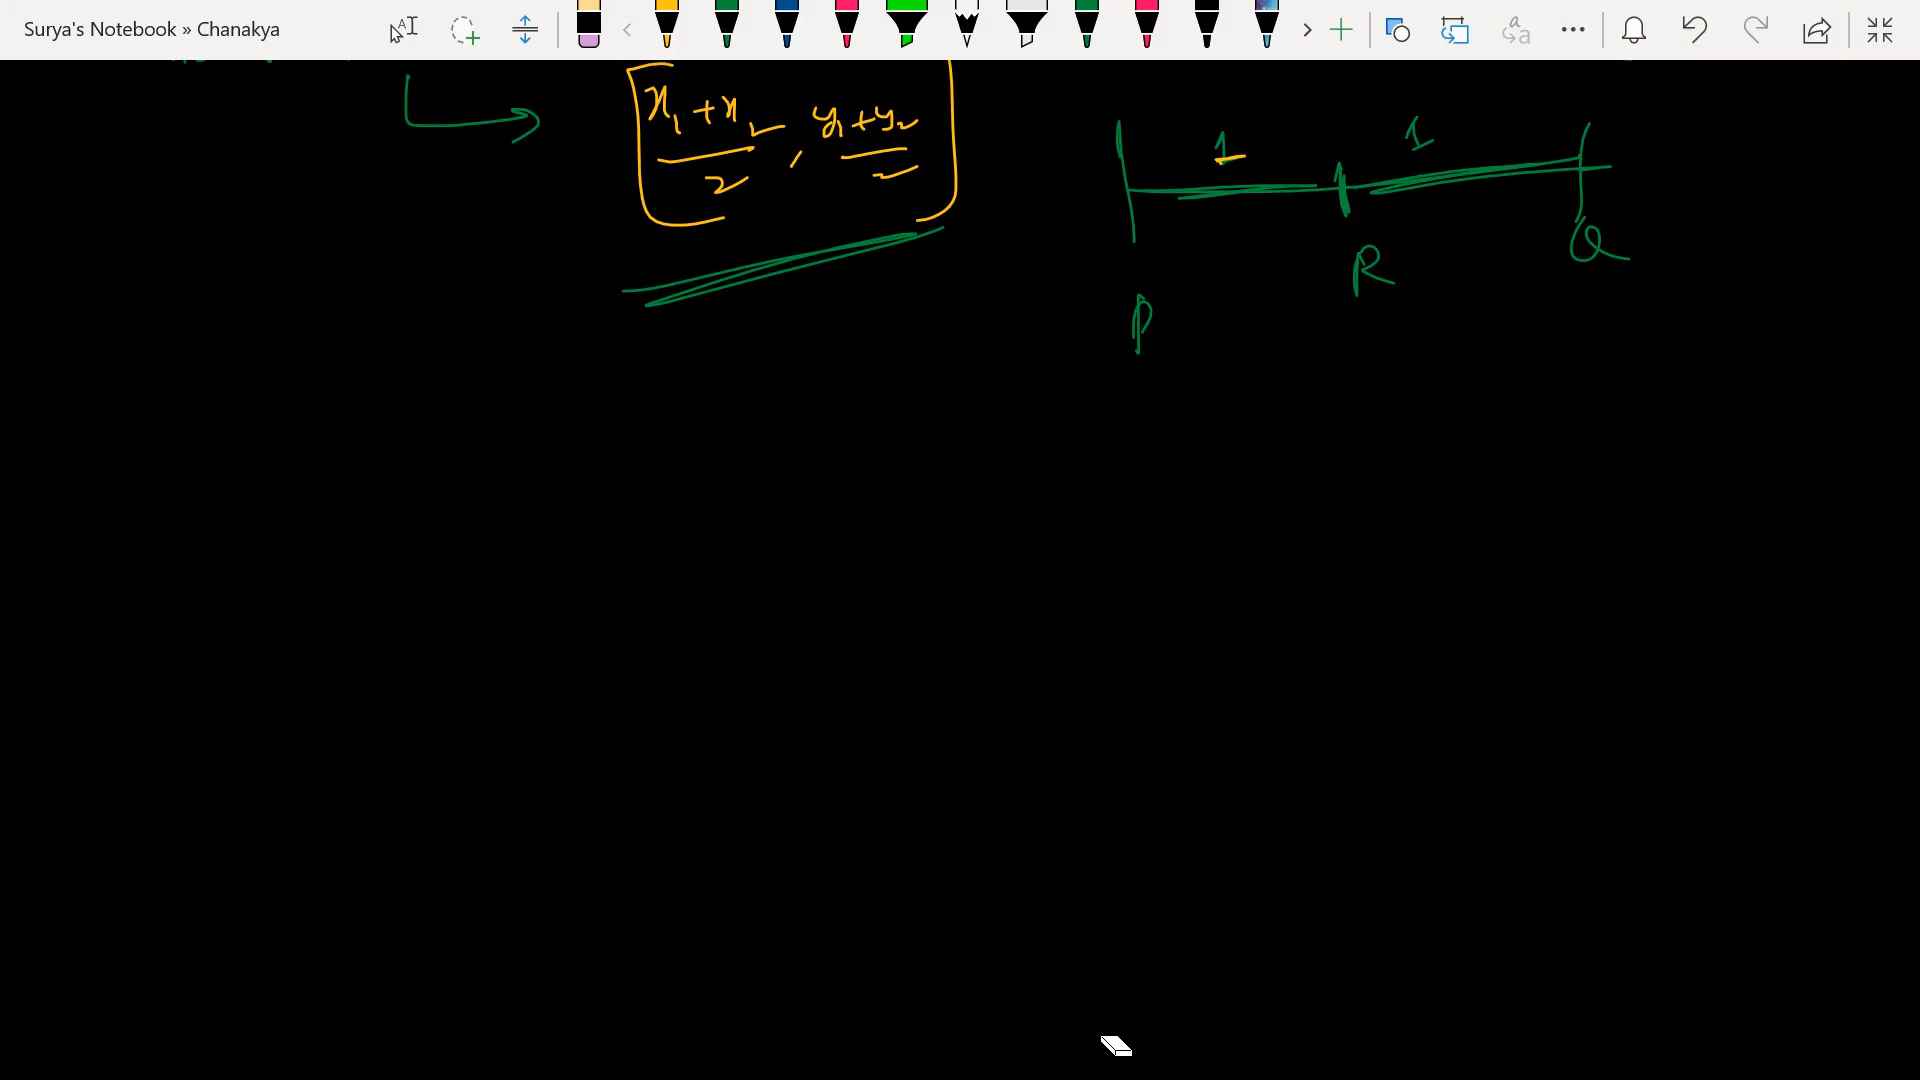 Surya's Notebook » Chanakya
x₁ + x₂ / 2 , y₁ + y₂ / 2
1 1
P R Q